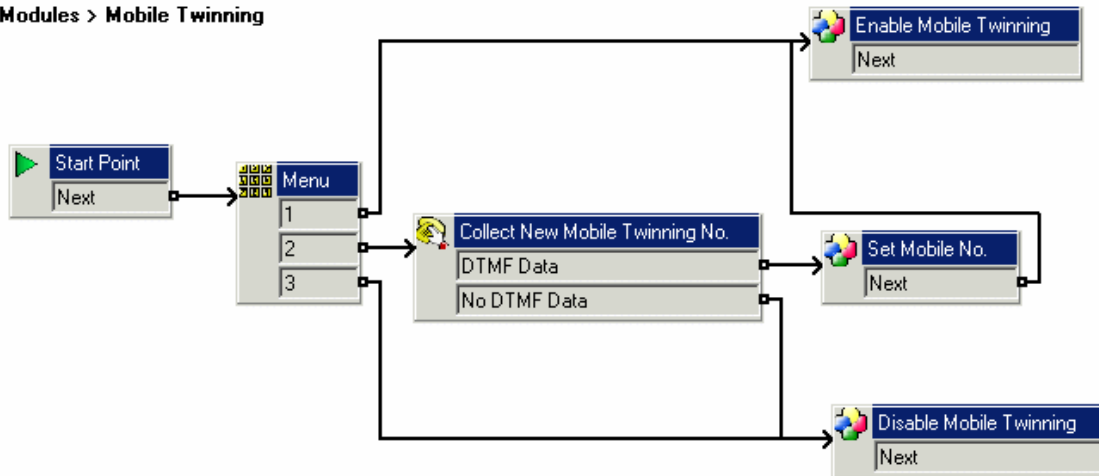 Modules > Mobile Twinning
Enable Mobile Twinning
Next
Start Point
Next
Menu
1
2
3
Collect New Mobile Twinning No.
DTMF Data
No DTMF Data
Set Mobile No.
Next
Disable Mobile Twinning
Next